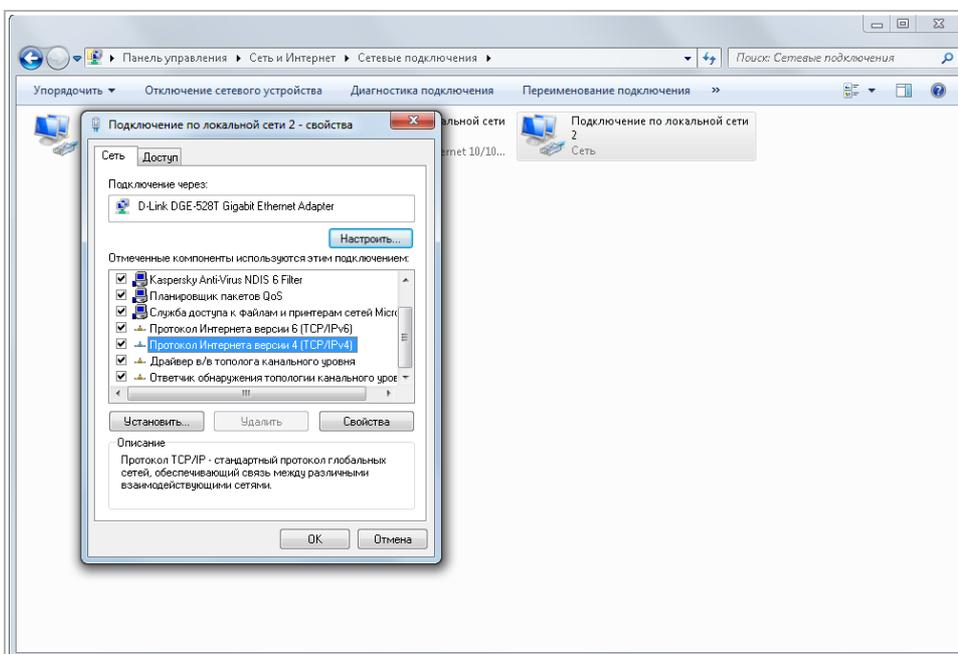 Панель управления ▸ Сеть и Интернет ▸ Сетевые подключения ▸
Поиск: Сетевые подключения
Упорядочить ▼ Отключение сетевого устройства Диагностика подключения Переименование подключения »
альной сети
ernet 10/10...
Подключение по локальной сети
2
Сеть
Подключение по локальной сети 2 - свойства
Сеть Доступ
Подключение через:
D-Link DGE-528T Gigabit Ethernet Adapter
Настроить...
Отмеченные компоненты используются этим подключением:
Kaspersky Anti-Virus NDIS 6 Filter
Планировщик пакетов QoS
Служба доступа к файлам и принтерам сетей Micro
Протокол Интернета версии 6 (TCP/IPv6)
Протокол Интернета версии 4 (TCP/IPv4)
Драйвер в/в тополога канального уровня
Ответчик обнаружения топологии канального уров
Установить... Удалить Свойства
Описание
Протокол TCP/IP - стандартный протокол глобальных
сетей, обеспечивающий связь между различными
взаимодействующими сетями.
OK Отмена